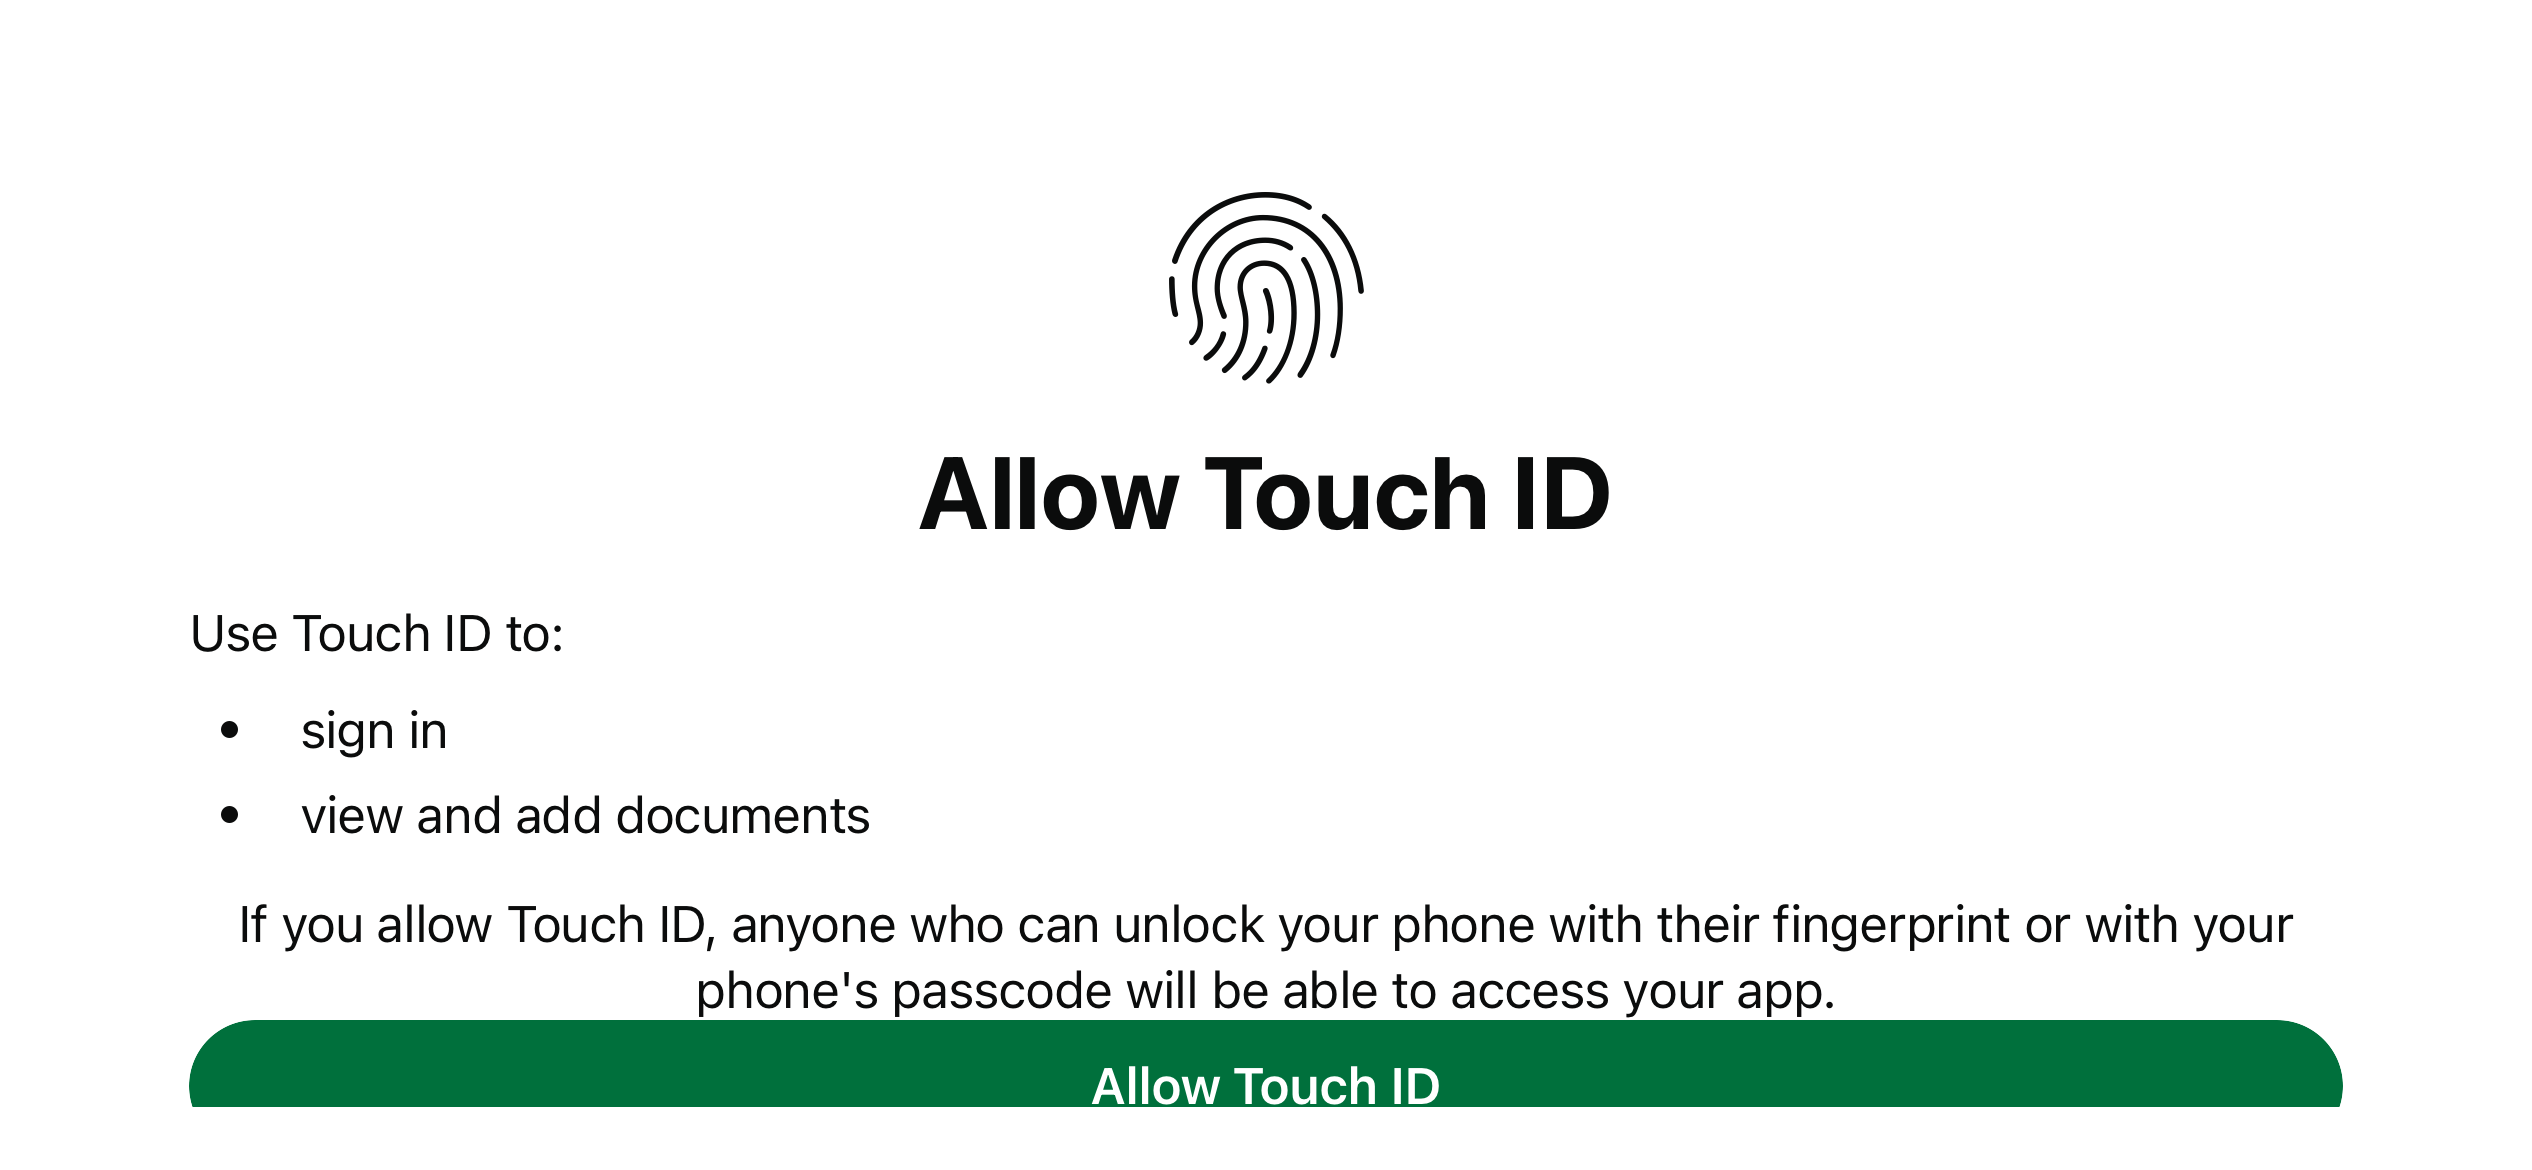 Allow Touch ID
Use Touch ID to:
• sign in
• view and add documents
If you allow Touch ID, anyone who can unlock your phone with their fingerprint or with your
phone's passcode will be able to access your app.
Allow Touch ID